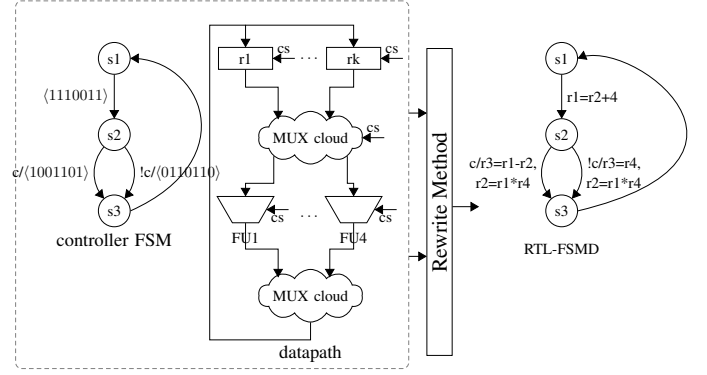 s1
⟨1110011⟩
s2
c/⟨1001101⟩
!c/⟨0110110⟩
s3
controller FSM
r1
cs
...
rk
cs
MUX cloud
cs
cs
...
cs
FU1
FU4
MUX cloud
datapath
Rewrite Method
s1
r1=r2+4
s2
c/r3=r1-r2,
r2=r1*r4
!c/r3=r4,
r2=r1*r4
s3
RTL-FSMD